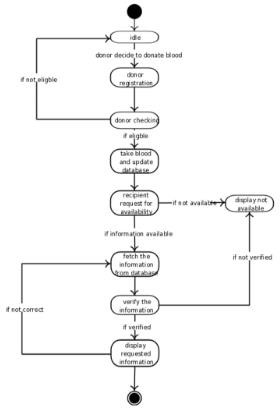 idle
donor decide to donate blood
donor
registration
if not eligble
donor checking
if eligble
take blood
and update
database
recipient
request for
availability
if not available
display not
available
if information available
fetch the
information
from database
if not verified
verify the
information
if not correct
if verified
display
requested
information